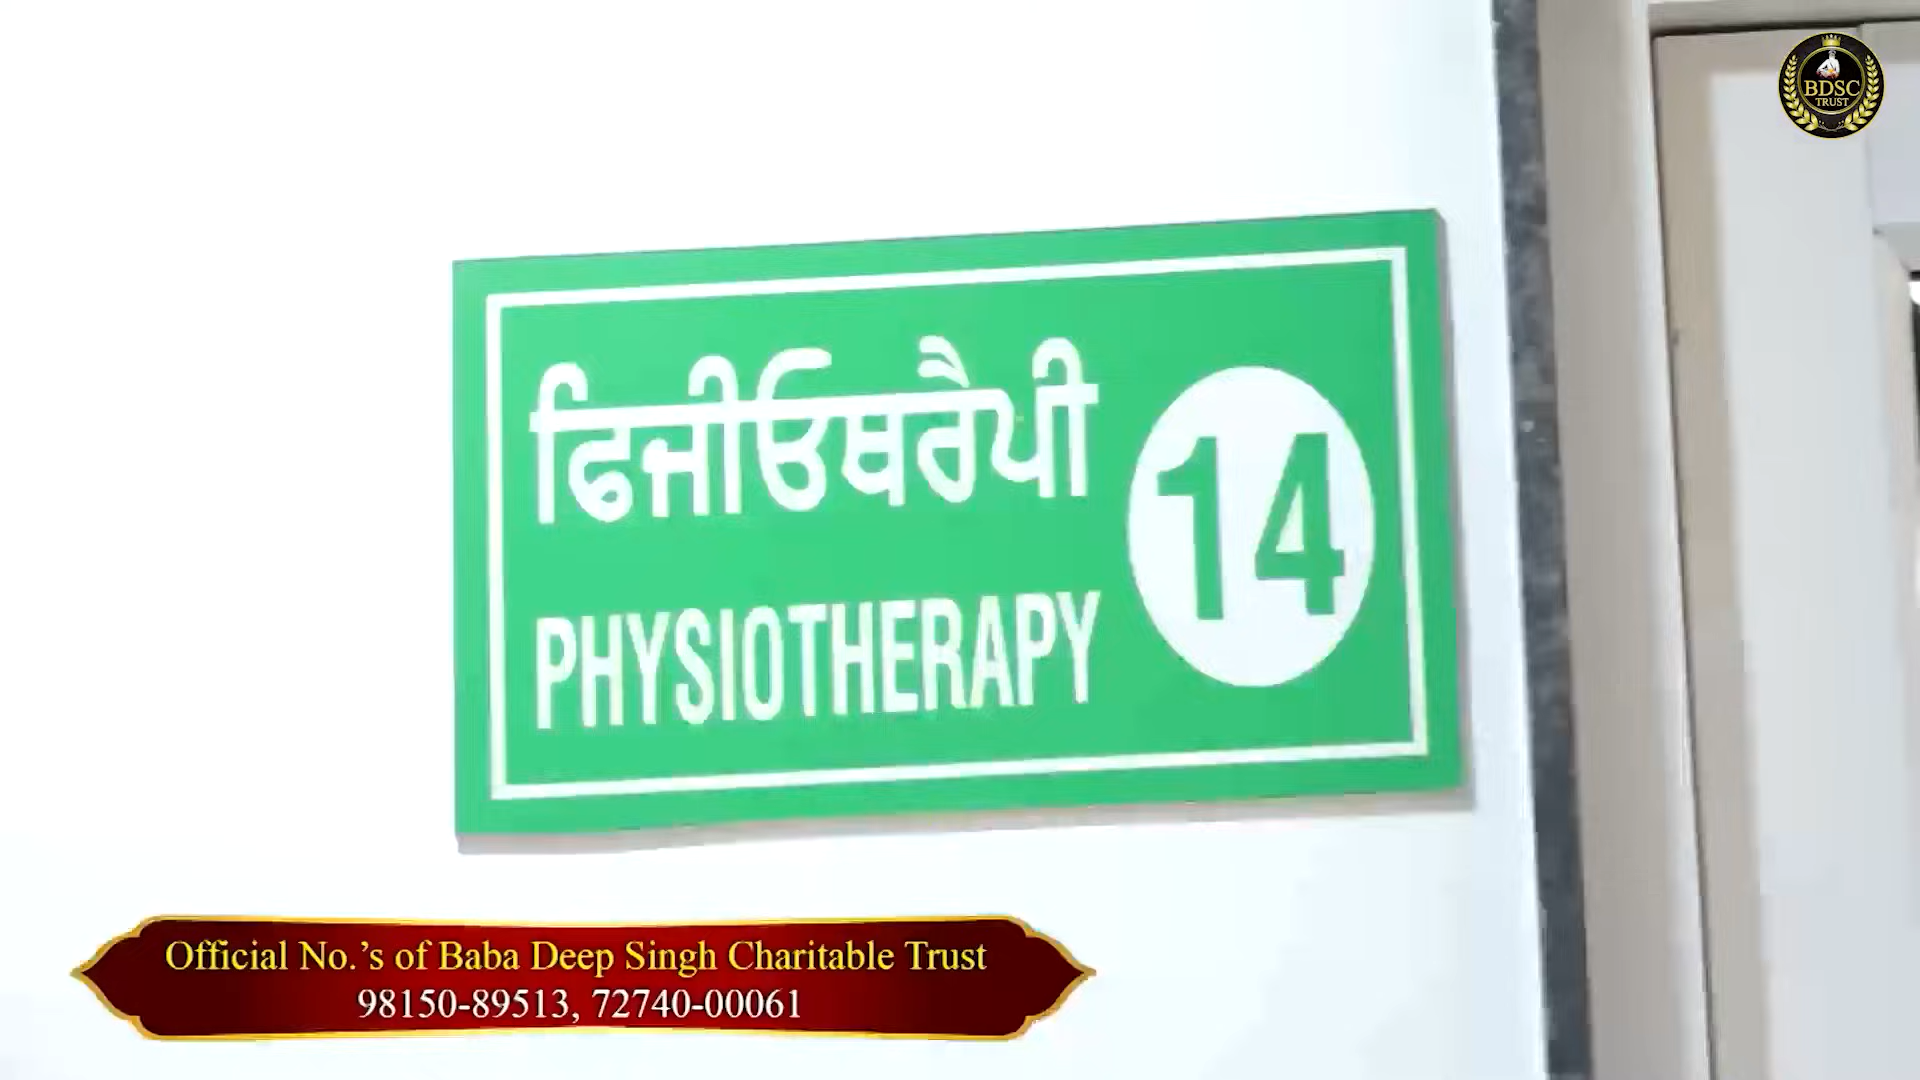 BDSC
TRUST
ਫਿਜੀਓਥਰੈਪੀ
14
PHYSIOTHERAPY
Official No.’s of Baba Deep Singh Charitable Trust
98150-89513, 72740-00061